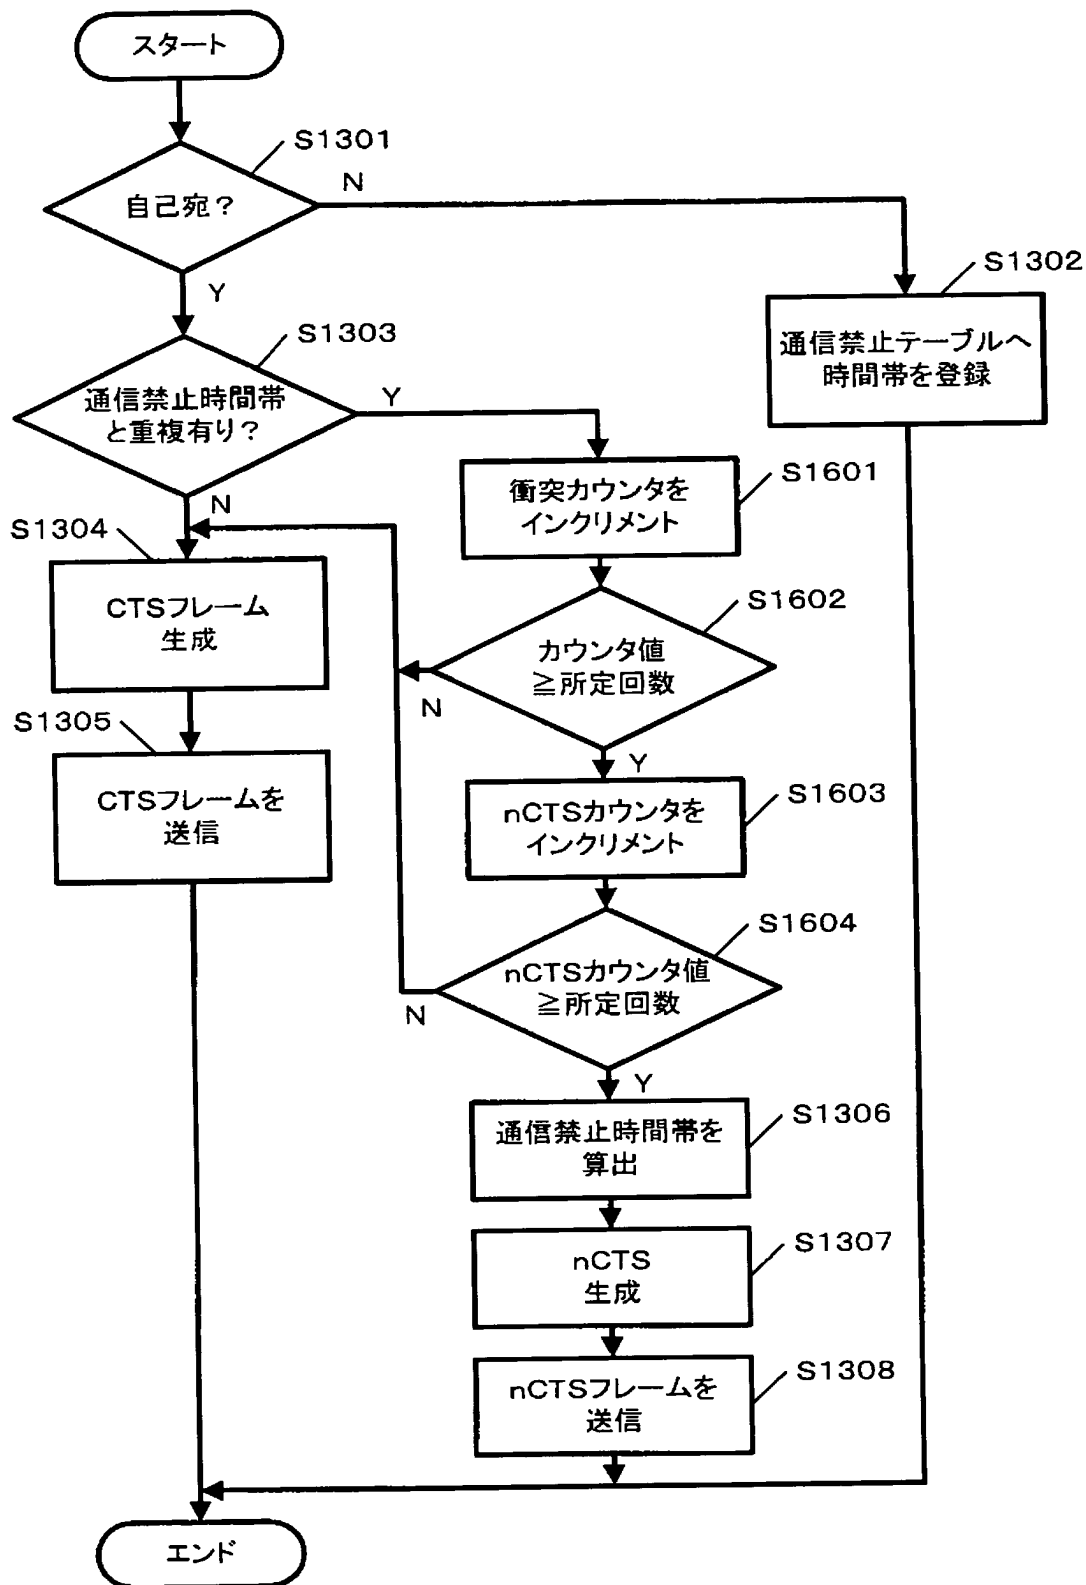 スタート
S1301
自己宛？
N
Y
S1302
通信禁止テーブルへ
時間帯を登録
S1303
通信禁止時間帯
と重複有り？
Y
N
S1601
衝突カウンタを
インクリメント
S1304
CTSフレーム
生成
S1602
カウンタ値
≧所定回数
N
Y
S1305
CTSフレームを
送信
S1603
nCTSカウンタを
インクリメント
S1604
nCTSカウンタ値
≧所定回数
N
Y
S1306
通信禁止時間帯を
算出
S1307
nCTS
生成
S1308
nCTSフレームを
送信
エンド